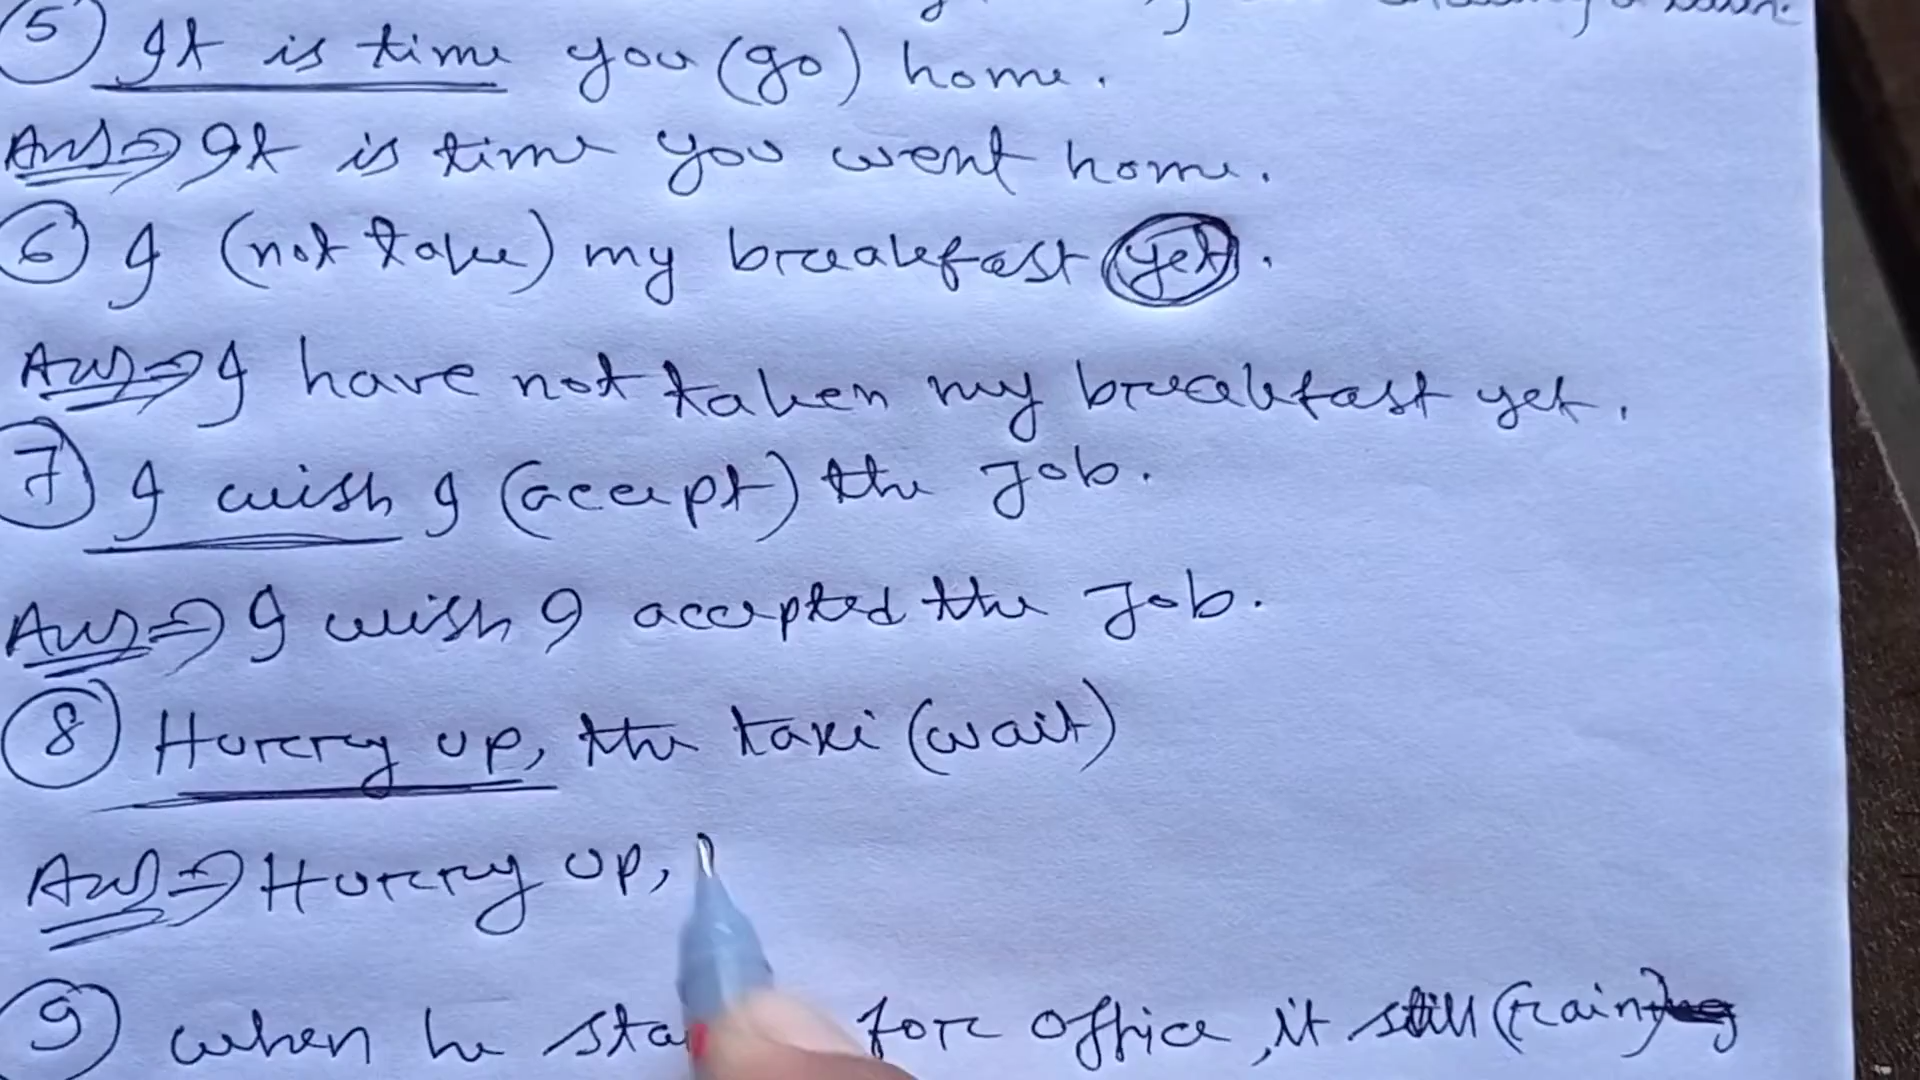 5 It is time you (go) home.
Ans⇒ It is time you went home.
6 I (not take) my breakfast yet.
Ans⇒ I have not taken my breakfast yet.
7 I wish I (accept) the Job.
Ans⇒ I wish I accepted the Job.
8 Hurry up, the taxi (wait)
Ans⇒ Hurry up,
9 when he for office, it still (rain)